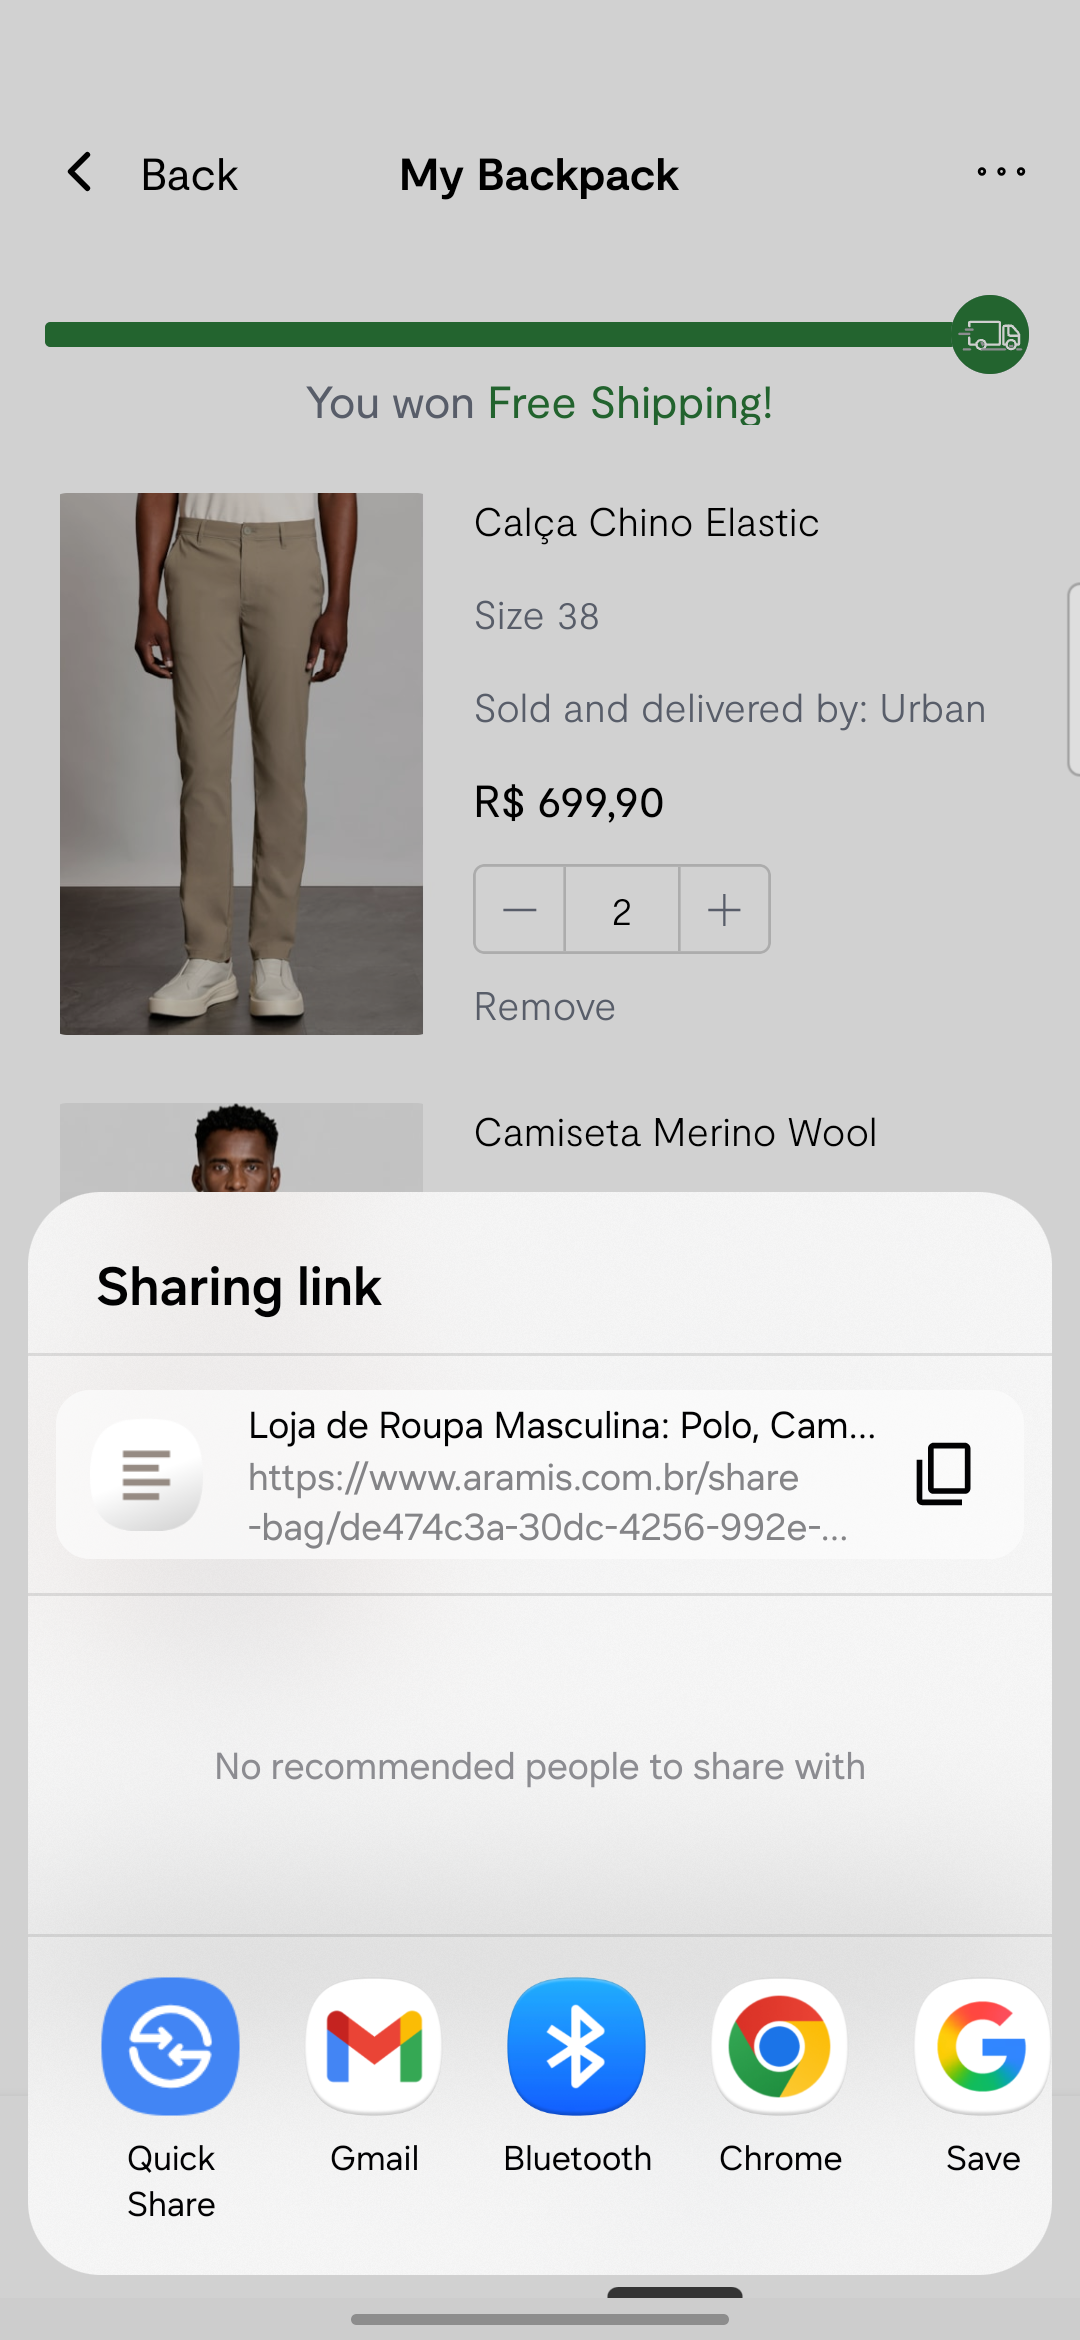 Back
My Backpack
You won Free Shipping!
Calça Chino Elastic
Size 38
Sold and delivered by: Urban
R$ 699,90
2
Remove
Camiseta Merino Wool
Sharing link
Loja de Roupa Masculina: Polo, Cam...
https://www.aramis.com.br/share
-bag/de474c3a-30dc-4256-992e-...
No recommended people to share with
Quick
Share
Gmail
Bluetooth
Chrome
Save